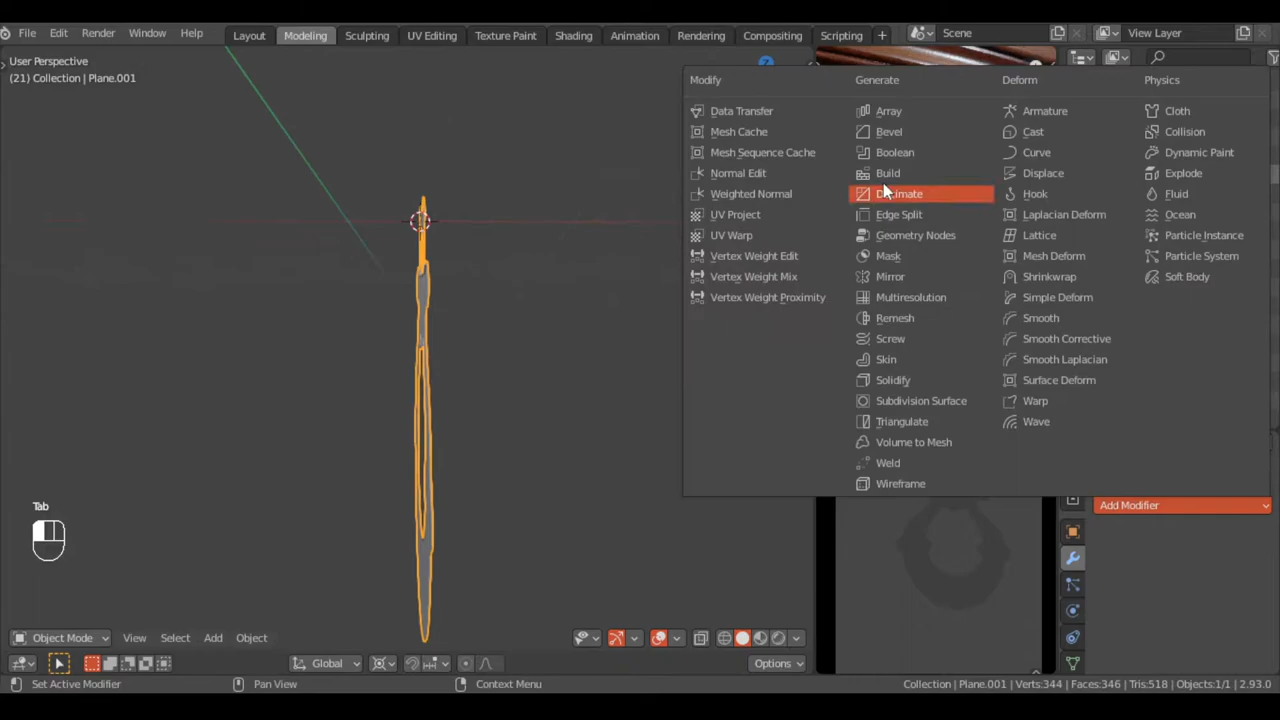 File Edit Render Window Help Layout Modeling Sculpting UV Editing Texture Paint Shading Animation Rendering Compositing Scripting + Scene View Layer
User Perspective
(21) Collection | Plane.001
Modify Generate Deform Physics
Data Transfer Array Armature Cloth
Mesh Cache Bevel Cast Collision
Mesh Sequence Cache Boolean Curve Dynamic Paint
Normal Edit Build Displace Explode
Weighted Normal Decimate Hook Fluid
UV Project Edge Split Laplacian Deform Ocean
UV Warp Geometry Nodes Lattice Particle Instance
Vertex Weight Edit Mask Mesh Deform Particle System
Vertex Weight Mix Mirror Shrinkwrap Soft Body
Vertex Weight Proximity Multiresolution Simple Deform
Remesh Smooth
Screw Smooth Corrective
Skin Smooth Laplacian
Solidify Surface Deform
Subdivision Surface Warp
Triangulate Wave
Volume to Mesh
Weld
Wireframe
Tab
Add Modifier
Object Mode View Select Add Object
Global Options
Set Active Modifier Pan View Context Menu Collection | Plane.001 | Verts:344 | Faces:346 | Tris:518 | Objects:1/1 | 2.93.0